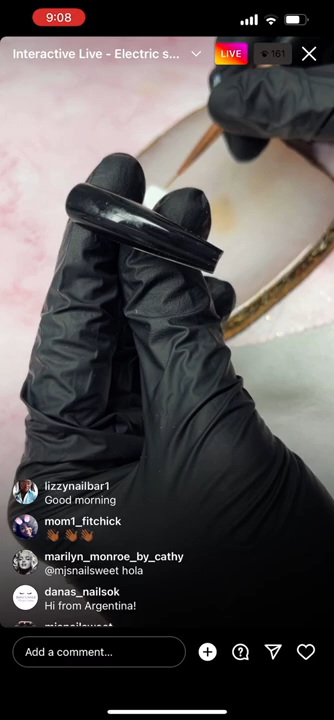 9:08
Interactive Live - Electric s...
LIVE
161
lizzynailbar1
Good morning
mom1_fitchick
👏🏾👏🏾👏🏾
marilyn_monroe_by_cathy
@mjsnailsweet hola
danas_nailsok
Hi from Argentina!
mjsnailsweet
Add a comment...